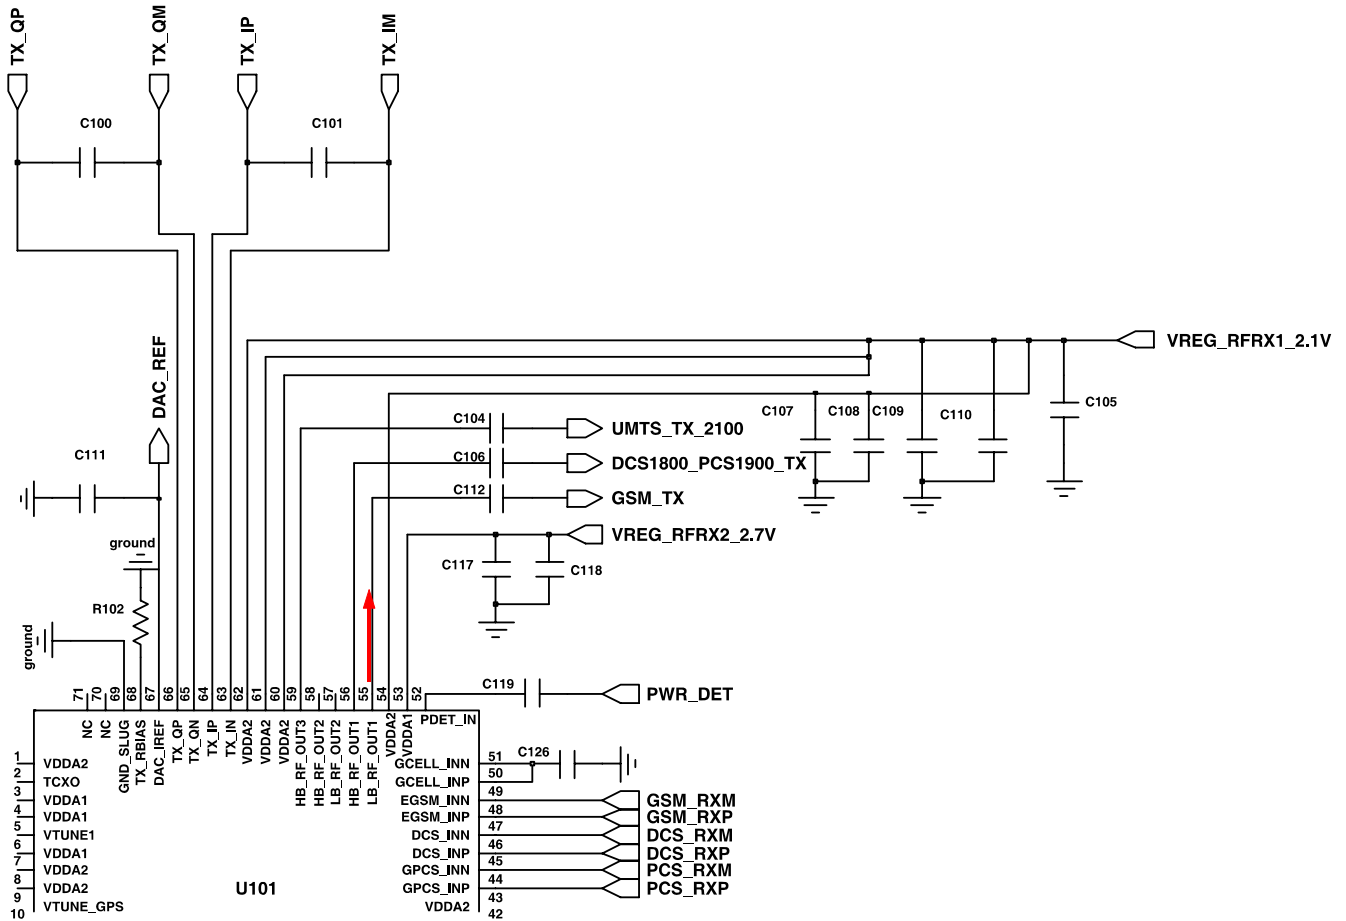 TX_QP
TX_QM
TX_IP
TX_IM
C100
C101
DAC_REF
VREG_RFRX1_2.1V
C105
C107
C108
C109
C110
C104
UMTS_TX_2100
C106
DCS1800_PCS1900_TX
C111
C112
GSM_TX
VREG_RFRX2_2.7V
ground
C117
C118
R102
ground
C119
PWR_DET
71
70
69
68
67
66
65
64
63
62
61
60
59
58
57
56
55
54
53
52
NC
NC
GND_SLUG
TX_RBIAS
DAC_IREF
TX_QP
TX_QN
TX_IP
TX_IN
VDDA2
VDDA2
VDDA2
HB_RF_OUT3
HB_RF_OUT2
LB_RF_OUT2
HB_RF_OUT1
LB_RF_OUT1
VDDA2
VDDA1
PDET_IN
C126
1 VDDA2
2 TCXO
3 VDDA1
4 VDDA1
5 VTUNE1
6 VDDA1
7 VDDA2
8 VDDA2
9 VTUNE_GPS
10
U101
GCELL_INN 51
GCELL_INP 50
EGSM_INN 49 GSM_RXM
EGSM_INP 48 GSM_RXP
DCS_INN 47 DCS_RXM
DCS_INP 46 DCS_RXP
GPCS_INN 45 PCS_RXM
GPCS_INP 44 PCS_RXP
VDDA2 43
42